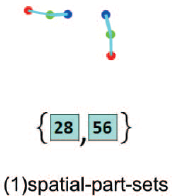 {28, 56}
(1)spatial-part-sets